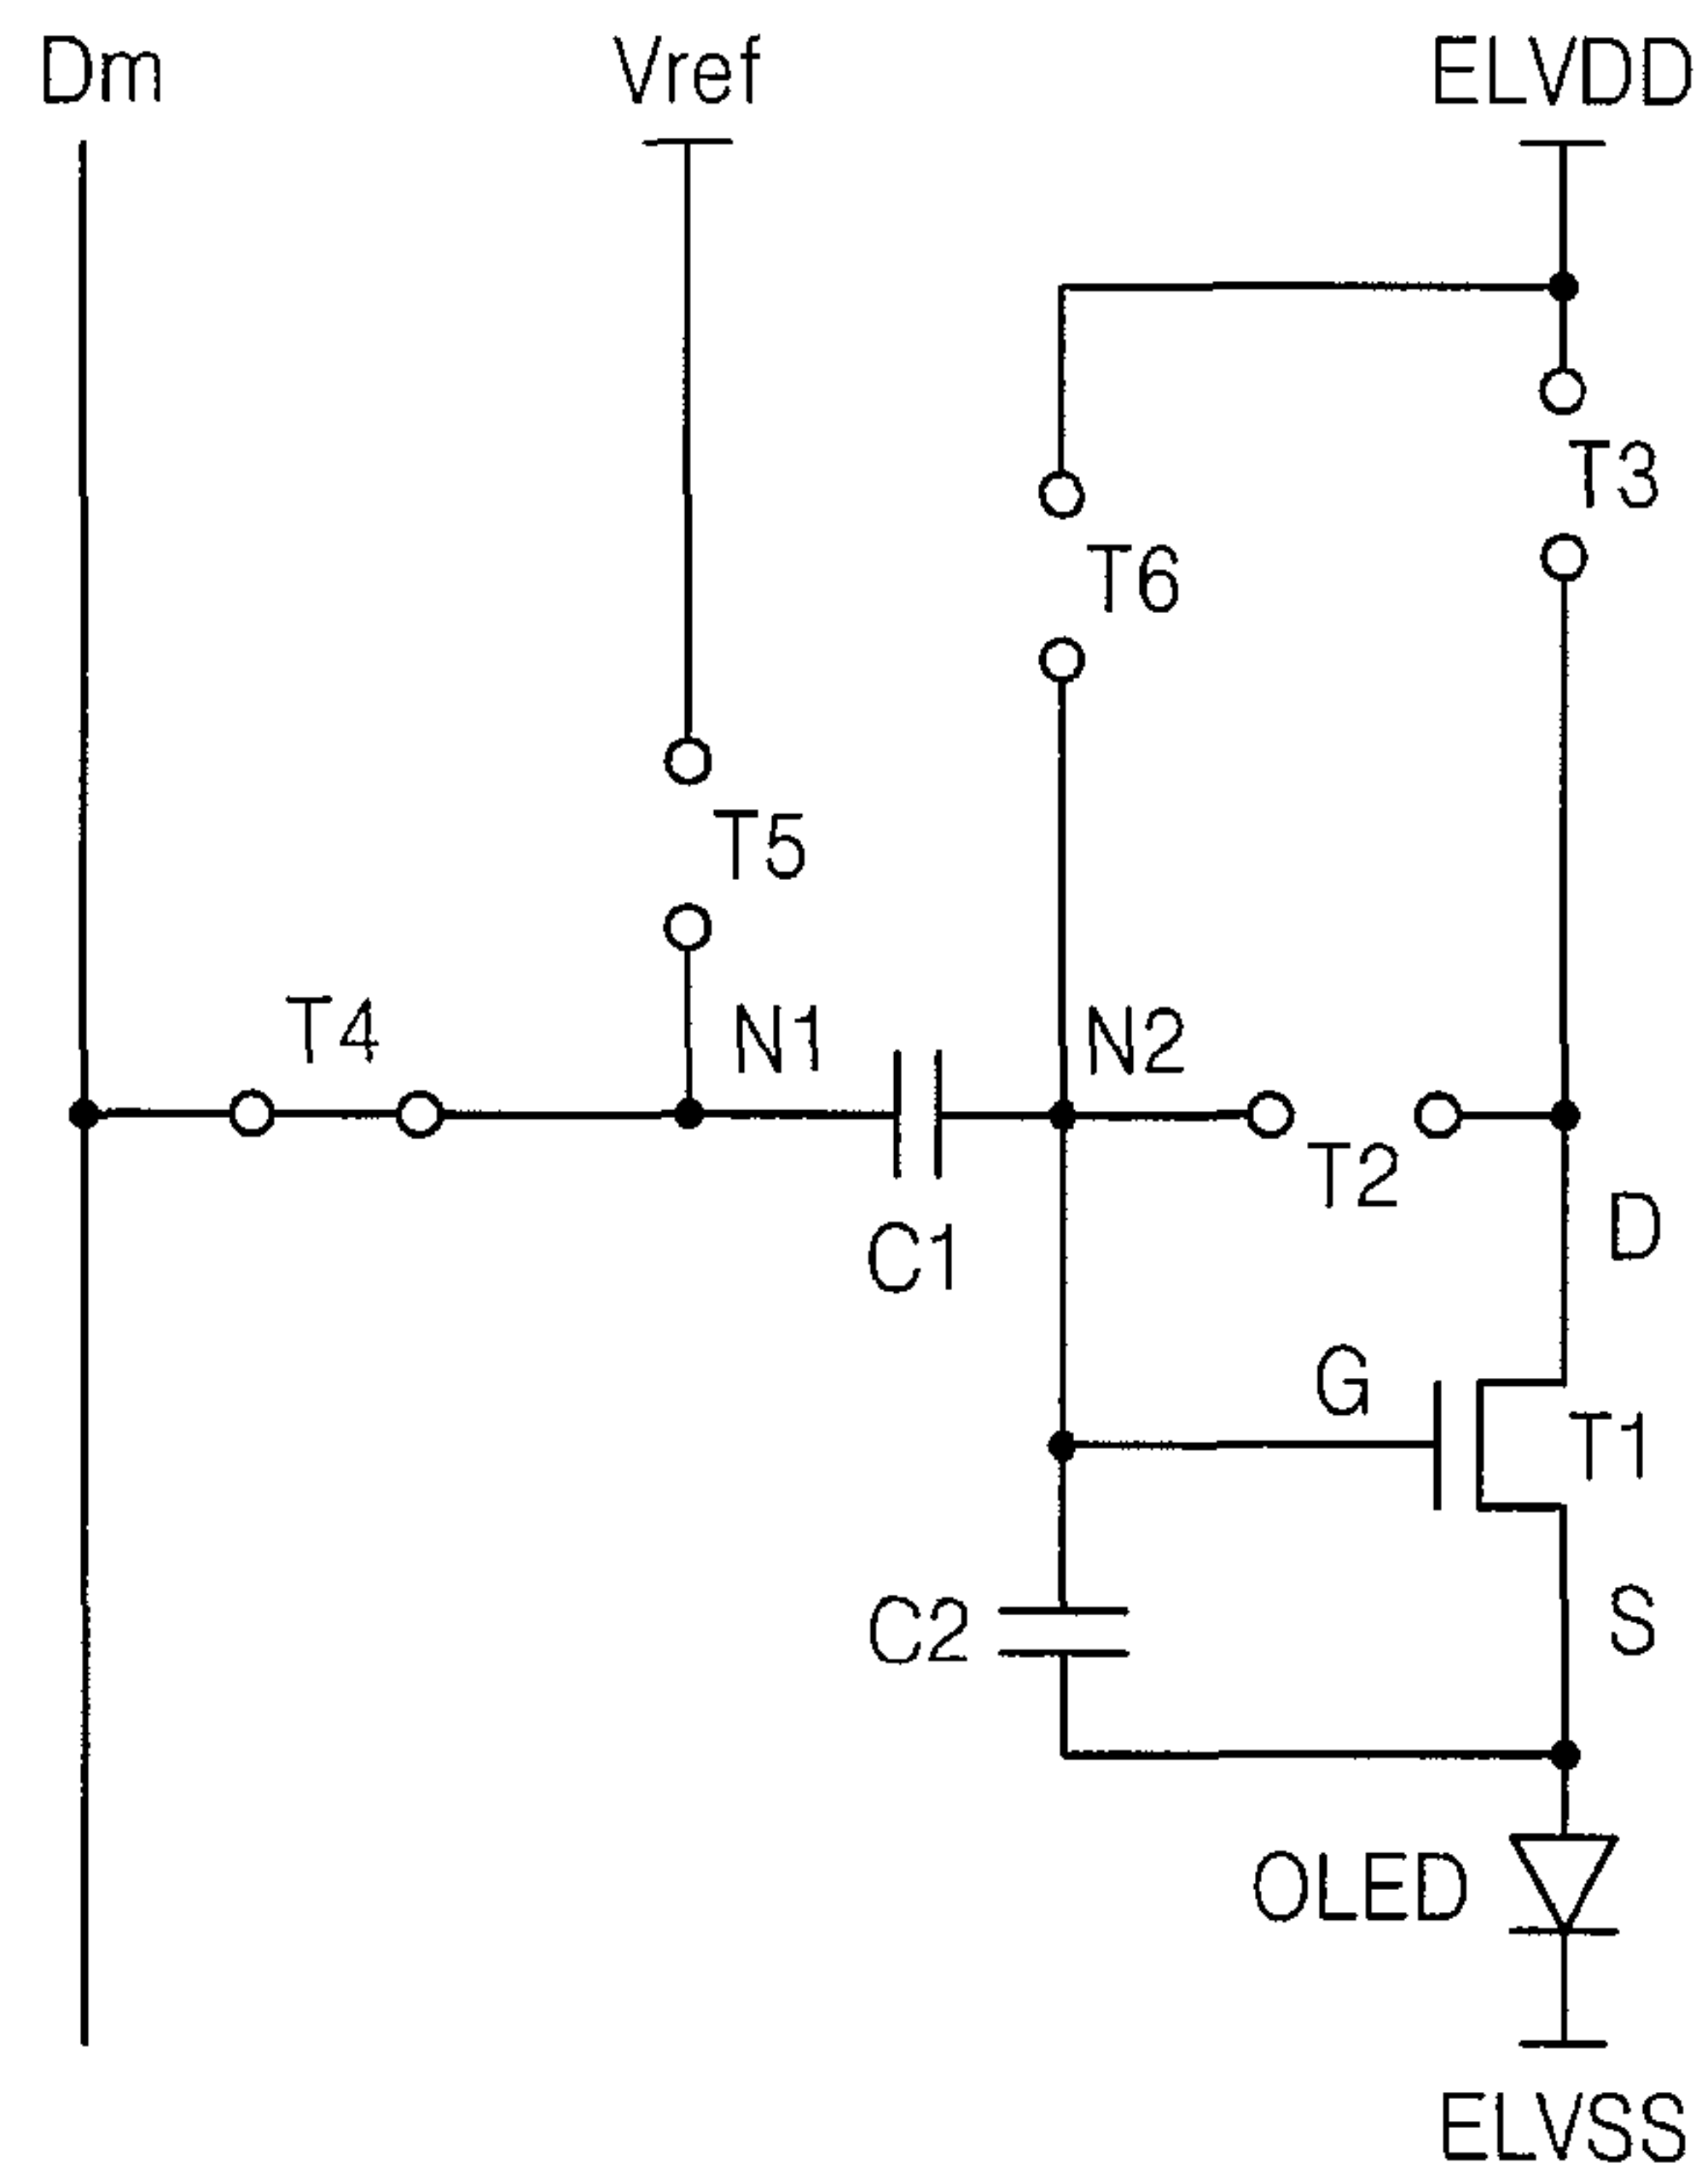 Dm
Vref
ELVDD
T3
T6
T5
T4
N1
N2
T2
C1
D
G
T1
C2
S
OLED
ELVSS